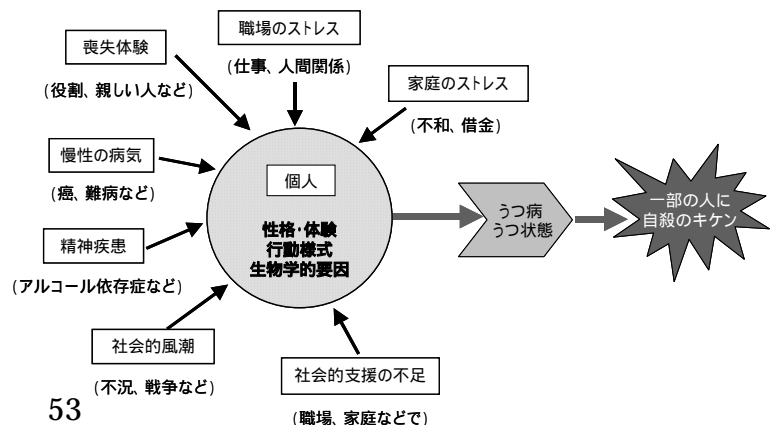 職場のストレス
(仕事、人間関係)
喪失体験
(役割、親しい人など)
家庭のストレス
(不和、借金)
慢性の病気
(癌、難病など)
個人
性格・体験
行動様式
生物学的要因
うつ病
うつ状態
一部の人に
自殺のキケン
精神疾患
(アルコール依存症など)
社会的風潮
(不況、戦争など)
社会的支援の不足
(職場、家庭などで)
53